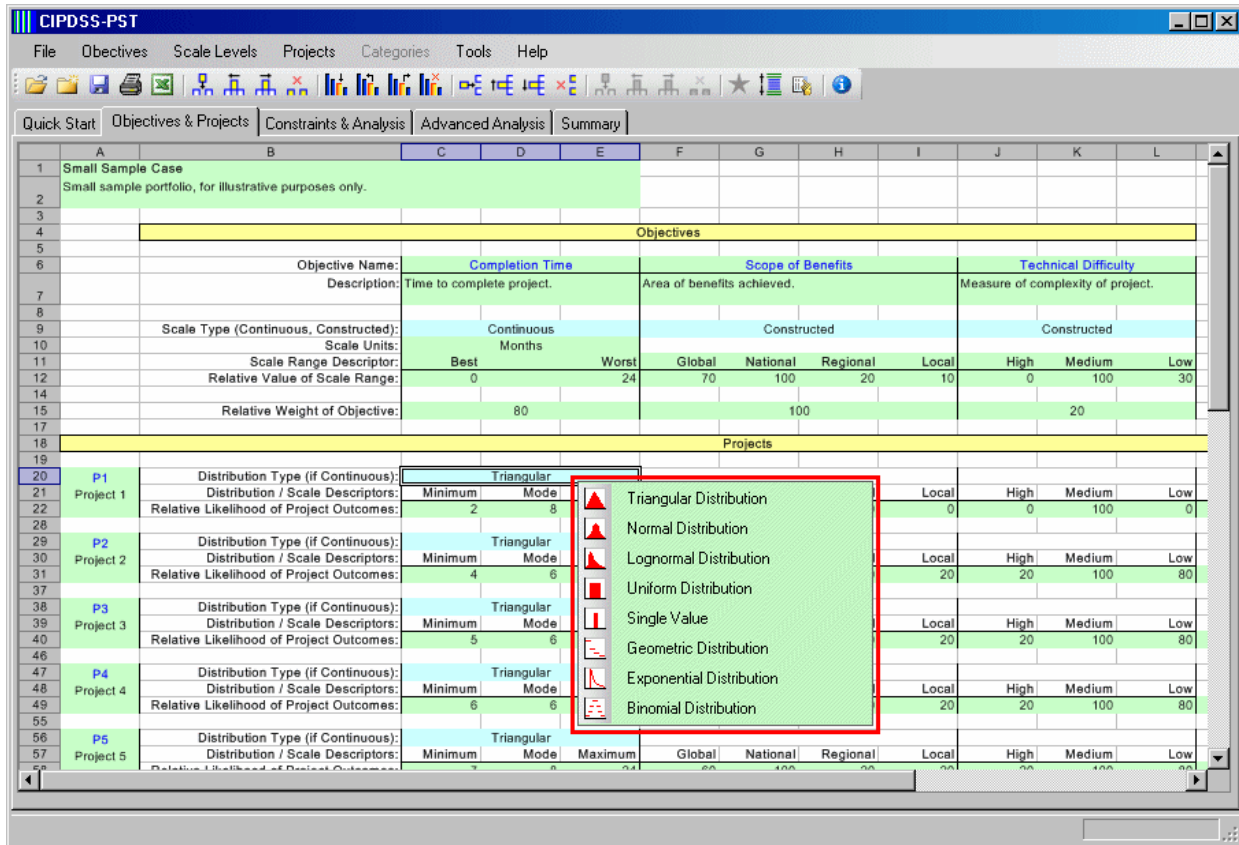 CIPDSS-PST
File Obectives Scale Levels Projects Categories Tools Help
Quick Start Objectives & Projects Constraints & Analysis Advanced Analysis Summary
A B C D E F G H I J K L
1 Small Sample Case
2 Small sample portfolio, for illustrative purposes only.
3
4 Objectives
5
6 Objective Name: Completion Time Scope of Benefits Technical Difficulty
7 Description: Time to complete project. Area of benefits achieved. Measure of complexity of project.
8
9 Scale Type (Continuous, Constructed): Continuous Constructed Constructed
10 Scale Units: Months
11 Scale Range Descriptor: Best Worst Global National Regional Local High Medium Low
12 Relative Value of Scale Range: 0 24 70 100 20 10 0 100 30
14
15 Relative Weight of Objective: 80 100 20
17
18 Projects
19
20 P1 Distribution Type (if Continuous): Triangular
21 Project 1 Distribution / Scale Descriptors: Minimum Mode Local High Medium Low
22 Relative Likelihood of Project Outcomes: 2 8 0 0 100 0
28
29 P2 Distribution Type (if Continuous): Triangular
30 Project 2 Distribution / Scale Descriptors: Minimum Mode Local High Medium Low
31 Relative Likelihood of Project Outcomes: 4 6 20 20 100 80
37
38 P3 Distribution Type (if Continuous): Triangular
39 Project 3 Distribution / Scale Descriptors: Minimum Mode Local High Medium Low
40 Relative Likelihood of Project Outcomes: 5 6 20 20 100 80
46
47 P4 Distribution Type (if Continuous): Triangular
48 Project 4 Distribution / Scale Descriptors: Minimum Mode Local High Medium Low
49 Relative Likelihood of Project Outcomes: 6 6 20 20 100 80
55
56 P5 Distribution Type (if Continuous): Triangular
57 Project 5 Distribution / Scale Descriptors: Minimum Mode Maximum Global National Regional Local High Medium Low
Triangular Distribution
Normal Distribution
Lognormal Distribution
Uniform Distribution
Single Value
Geometric Distribution
Exponential Distribution
Binomial Distribution